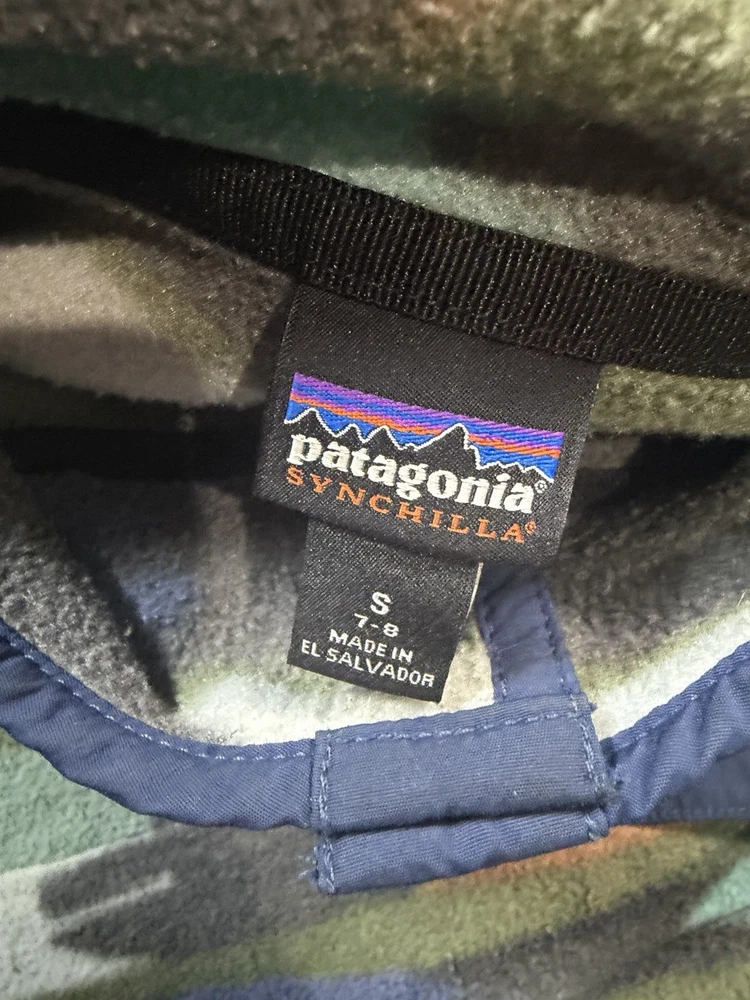 patagonia®
SYNCHILLA®
S
7-8
MADE IN
EL SALVADOR